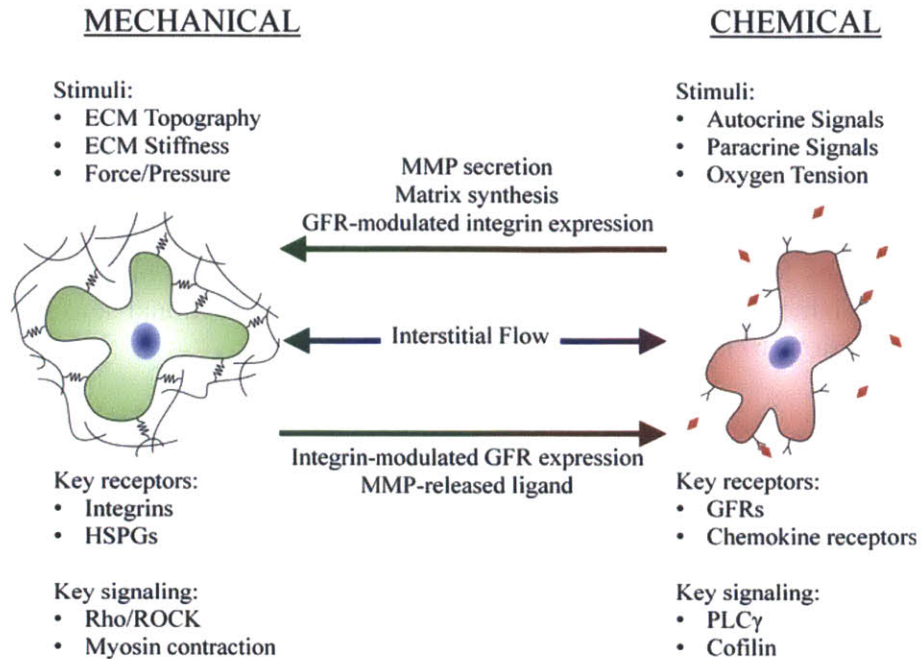 MECHANICAL
Stimuli:
• ECM Topography
• ECM Stiffness
• Force/Pressure
CHEMICAL
Stimuli:
• Autocrine Signals
• Paracrine Signals
• Oxygen Tension
MMP secretion
Matrix synthesis
GFR-modulated integrin expression
Interstitial Flow
Integrin-modulated GFR expression
MMP-released ligand
Key receptors:
• Integrins
• HSPGs
Key signaling:
• Rho/ROCK
• Myosin contraction
Key receptors:
• GFRs
• Chemokine receptors
Key signaling:
• PLCγ
• Cofilin